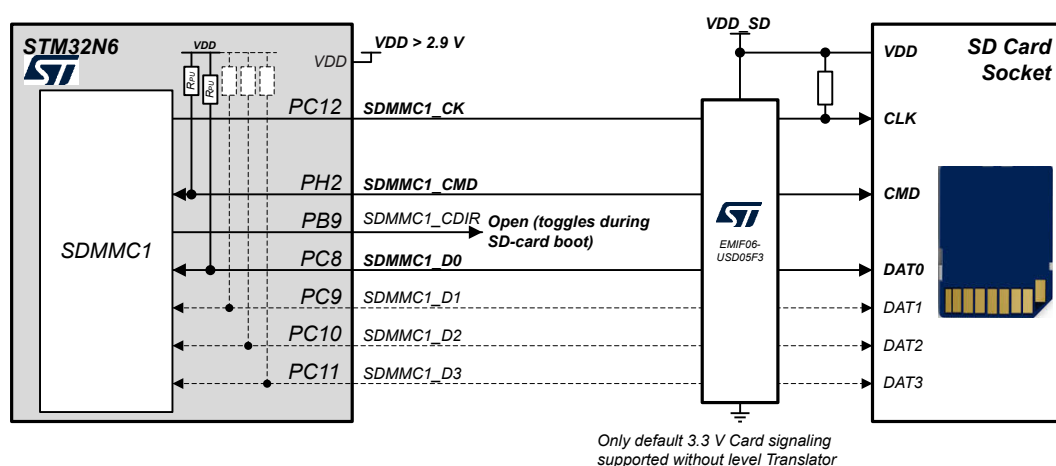 VDD_SD
STM32N6
VDD
VDD > 2.9 V
VDD
RPU
RPU
SD Card
Socket
VDD
PC12
SDMMC1_CK
CLK
PH2
SDMMC1_CMD
CMD
PB9
SDMMC1_CDIR
Open (toggles during
SD-card boot)
SDMMC1
EMIF06-
USD05F3
PC8
SDMMC1_D0
DAT0
PC9
SDMMC1_D1
DAT1
PC10
SDMMC1_D2
DAT2
PC11
SDMMC1_D3
DAT3
Only default 3.3 V Card signaling
supported without level Translator